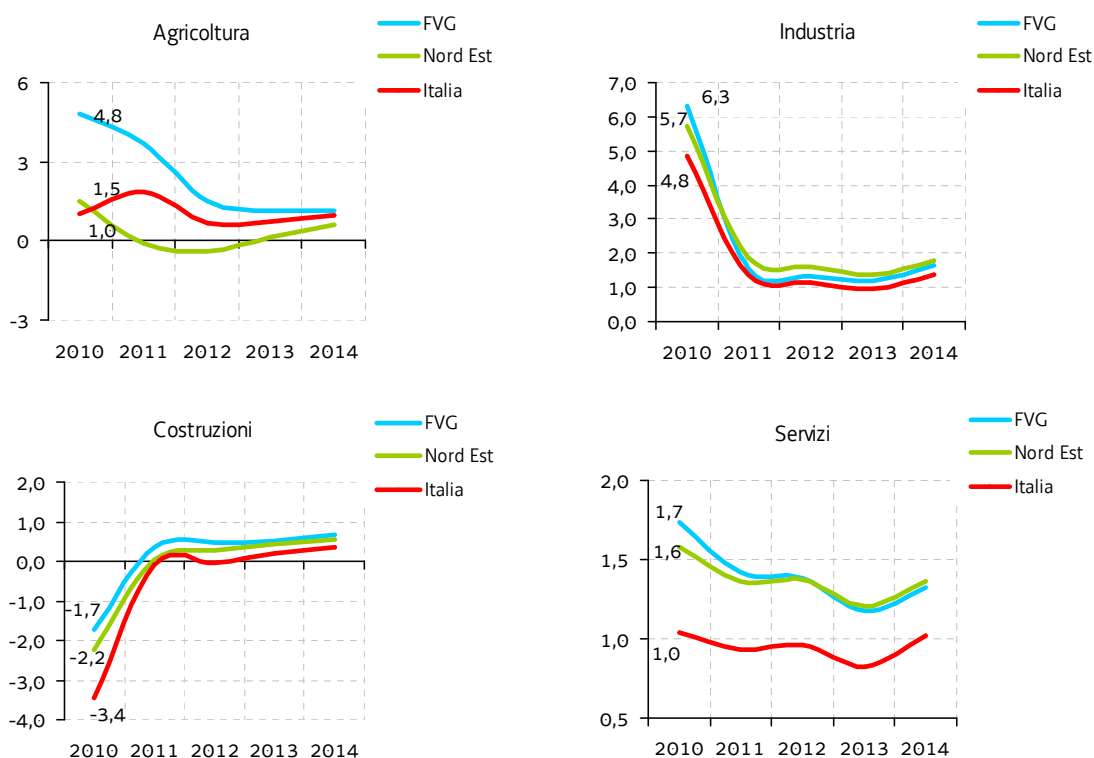 Agricoltura
FVG
Nord Est
Italia
6
3
0
-3
4,8
1,5
1,0
2010 2011 2012 2013 2014
Industria
FVG
Nord Est
Italia
7,0
6,0
5,0
4,0
3,0
2,0
1,0
0,0
6,3
5,7
4,8
2010 2011 2012 2013 2014
Costruzioni
FVG
Nord Est
Italia
2,0
1,0
0,0
-1,0
-2,0
-3,0
-4,0
-1,7
-2,2
-3,4
2010 2011 2012 2013 2014
Servizi
FVG
Nord Est
Italia
2,0
1,5
1,0
0,5
1,7
1,6
1,0
2010 2011 2012 2013 2014